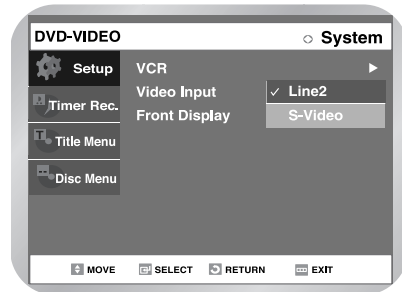 DVD-VIDEO System
Setup VCR
Video Input ✓ Line2
Timer Rec. Front Display S-Video
Title Menu
Disc Menu
MOVE SELECT RETURN EXIT